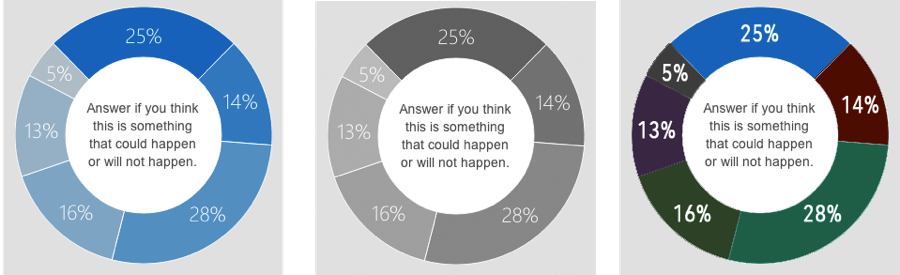 25%
5%
14%
13%
16%
28%
Answer if you think
this is something
that could happen
or will not happen.
25%
5%
14%
13%
16%
28%
Answer if you think
this is something
that could happen
or will not happen.
25%
5%
14%
13%
16%
28%
Answer if you think
this is something
that could happen
or will not happen.